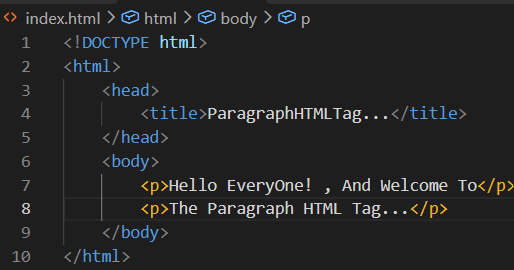 index.html > html > body > p
1 <!DOCTYPE html>
2 <html>
3 <head>
4 <title>ParagraphHTMLTag...</title>
5 </head>
6 <body>
7 <p>Hello EveryOne! , And Welcome To</p>
8 <p>The Paragraph HTML Tag...</p>
9 </body>
10 </html>